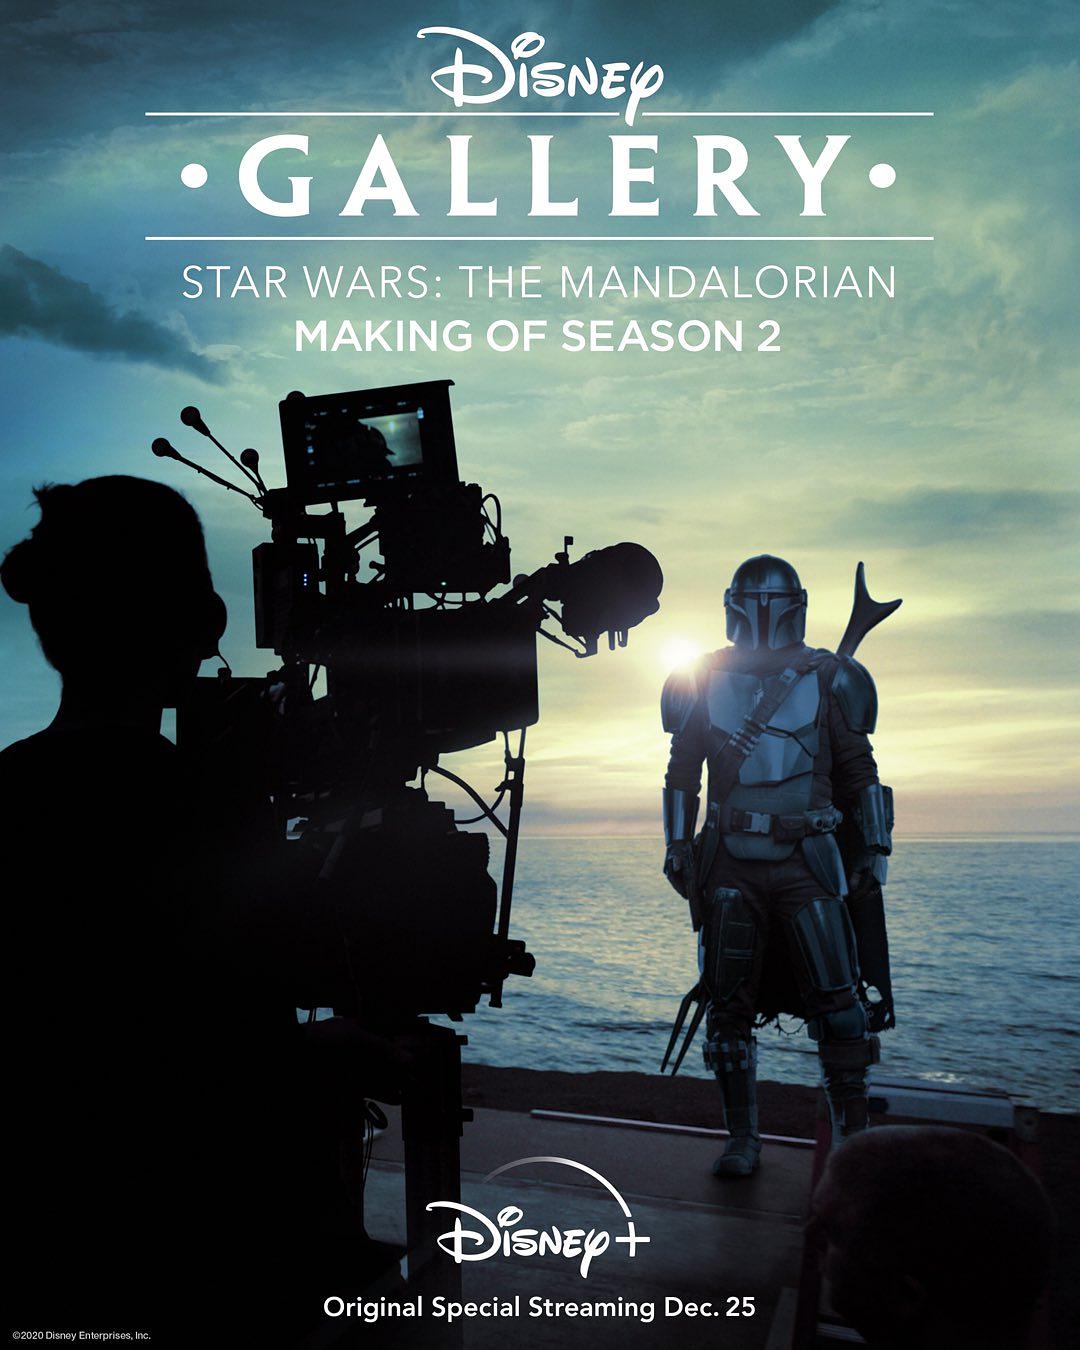 Disney
• GALLERY •
STAR WARS: THE MANDALORIAN
MAKING OF SEASON 2
Disney+
Original Special Streaming Dec. 25
©2020 Disney Enterprises, Inc.